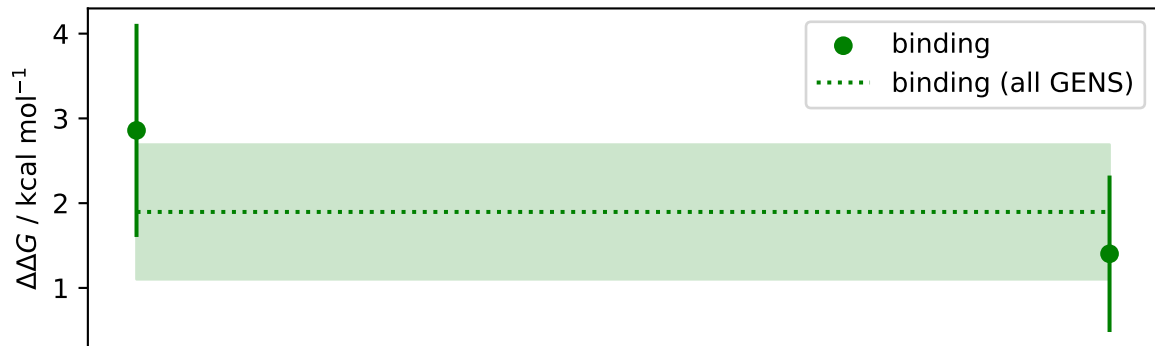 ΔΔG / kcal mol⁻¹
4
3
2
1
binding
binding (all GENS)